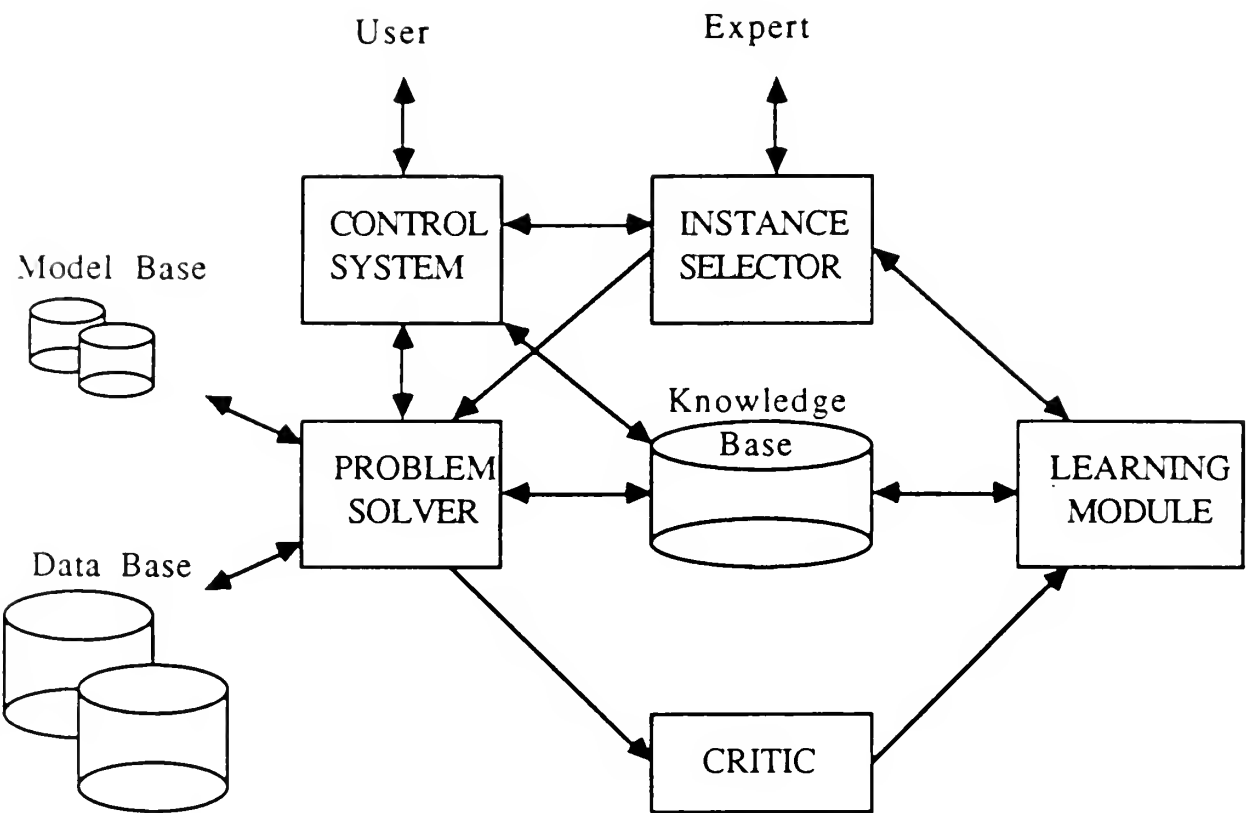 User
Expert
CONTROL
SYSTEM
INSTANCE
SELECTOR
Model Base
Knowledge
Base
PROBLEM
SOLVER
LEARNING
MODULE
Data Base
CRITIC